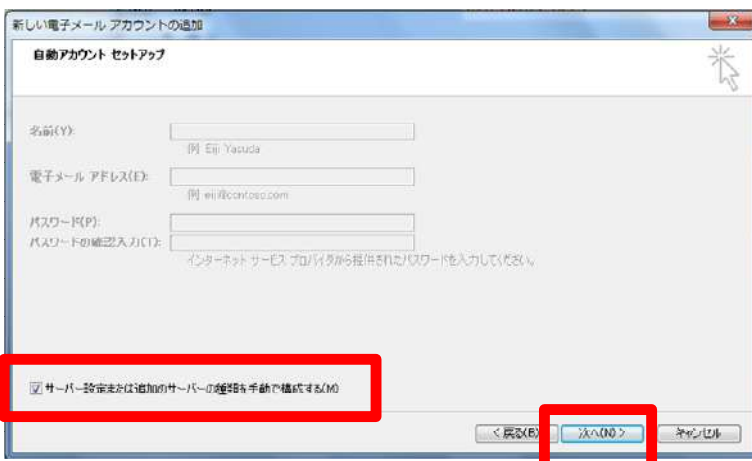 新しい電子メール アカウントの追加
自動アカウント セットアップ
名前(Y):
例: Eiji Yasuda
電子メール アドレス(E):
例: eiji@contoso.com
パスワード(P):
パスワードの確認入力(T):
インターネット サービス プロバイダから提供されたパスワードを入力してください。
サーバー設定または追加のサーバーの種類を手動で構成する(M)
< 戻る(B) 次へ(N) > キャンセル